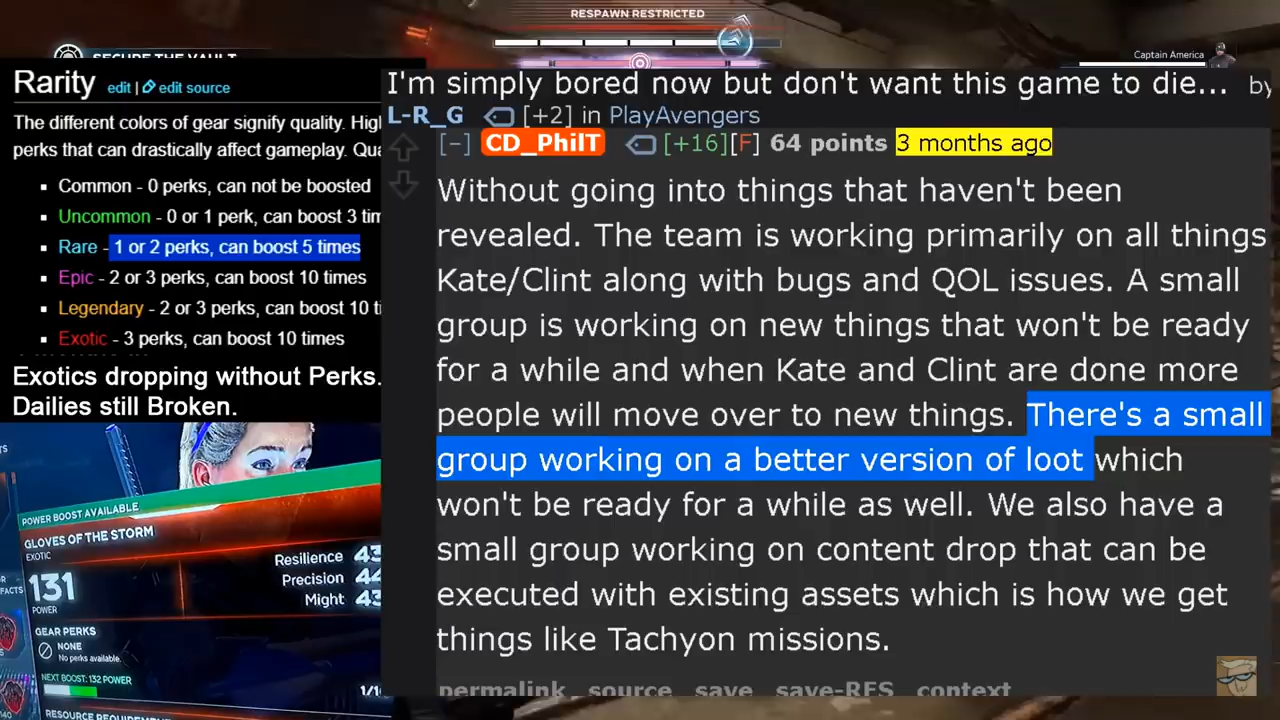 RESPAWN RESTRICTED
SECURE THE VAULT
Captain America
Rarity edit | edit source
The different colors of gear signify quality.
perks that can drastically affect gameplay.
Common - 0 perks, can not be boosted
Uncommon - 0 or 1 perk, can boost 3
Rare - 1 or 2 perks, can boost 5 times
Epic - 2 or 3 perks, can boost 10 times
Legendary - 2 or 3 perks, can boost 10
Exotic - 3 perks, can boost 10 times
Exotics dropping without Perks.
Dailies still Broken.
POWER BOOST AVAILABLE
GLOVES OF THE STORM
EXOTIC
131
POWER
Resilience 43
Precision 44
Might 43
GEAR PERKS
NONE
No perks available.
NEXT BOOST: 132 POWER
I'm simply bored now but don't want this game to die... by
L-R_G [+2] in PlayAvengers
[–] CD_PhilT [+16][F] 64 points 3 months ago
Without going into things that haven't been
revealed. The team is working primarily on all things
Kate/Clint along with bugs and QOL issues. A small
group is working on new things that won't be ready
for a while and when Kate and Clint are done more
people will move over to new things. There's a small
group working on a better version of loot which
won't be ready for a while as well. We also have a
small group working on content drop that can be
executed with existing assets which is how we get
things like Tachyon missions.
permalink source save save-RES context